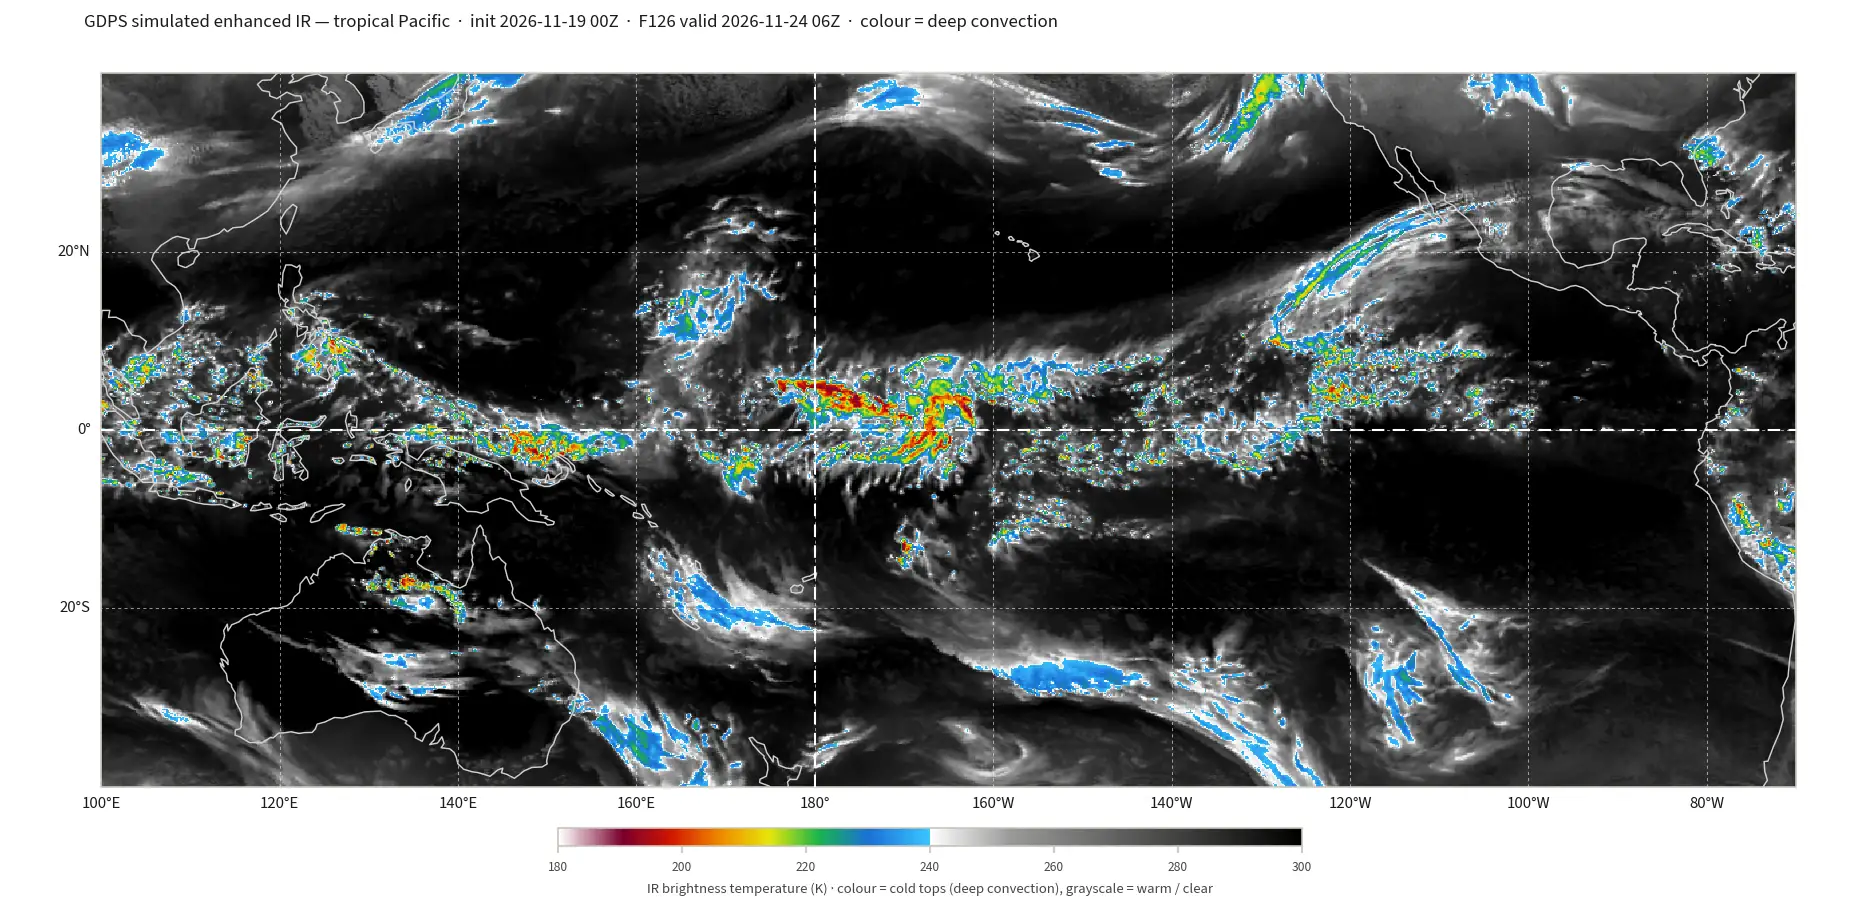 GDPS simulated enhanced IR — tropical Pacific · init 2026-11-19 00Z · F126 valid 2026-11-24 06Z · colour = deep convection
20°N
0°
20°S
100°E 120°E 140°E 160°E 180° 160°W 140°W 120°W 100°W 80°W
180 200 220 240 260 280 300
IR brightness temperature (K) · colour = cold tops (deep convection), grayscale = warm / clear